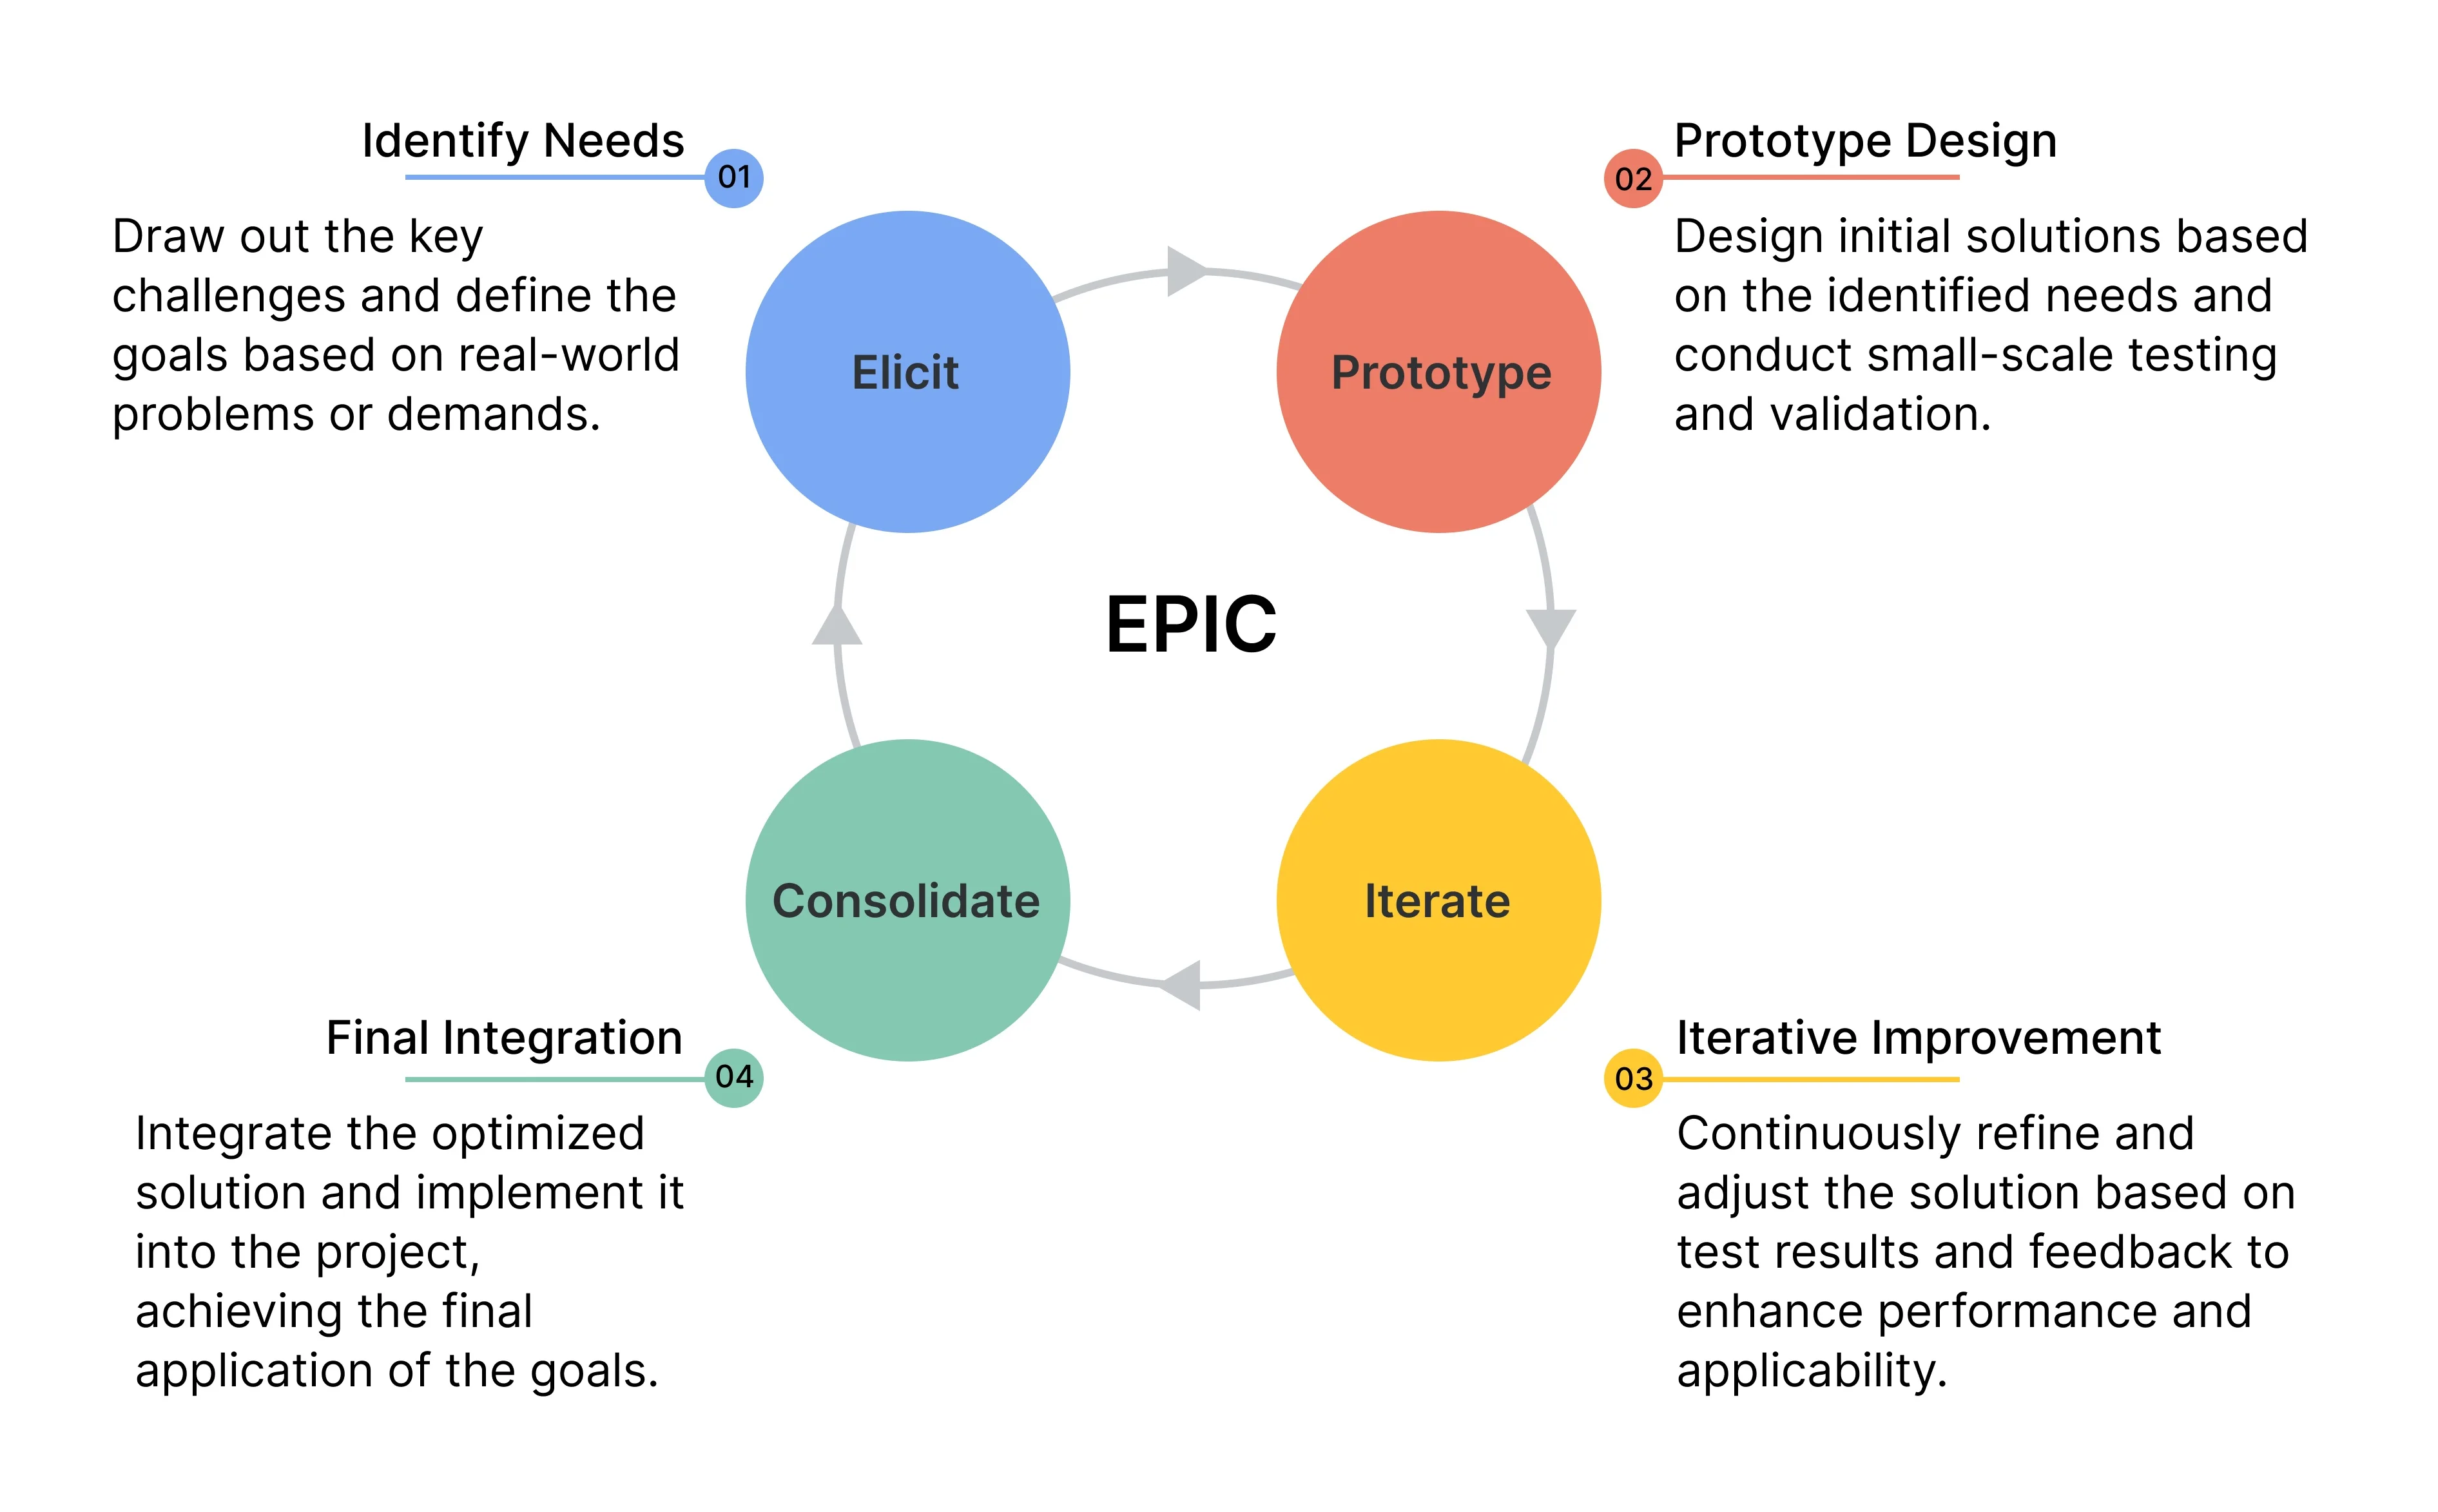 Identify Needs
01
Draw out the key
challenges and define the
goals based on real-world
problems or demands.
Elicit
02
Prototype Design
Design initial solutions based
on the identified needs and
conduct small-scale testing
and validation.
Prototype
EPIC
Iterate
03
Iterative Improvement
Continuously refine and
adjust the solution based on
test results and feedback to
enhance performance and
applicability.
Consolidate
Final Integration
04
Integrate the optimized
solution and implement it
into the project,
achieving the final
application of the goals.